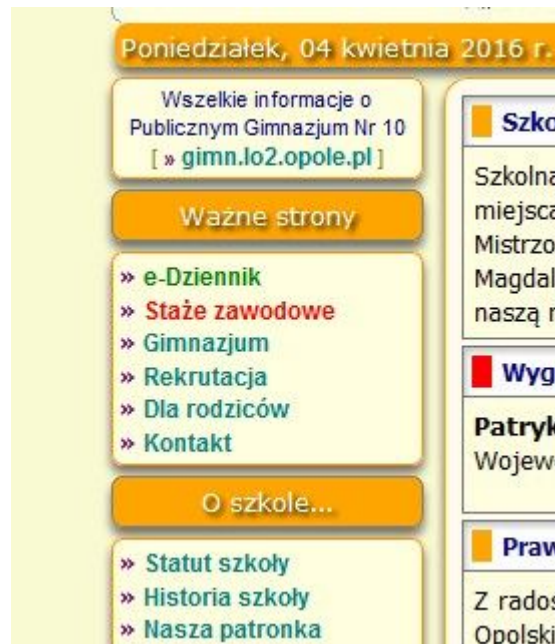 Poniedziałek, 04 kwietnia 2016 r.
Wszelkie informacje o
Publicznym Gimnazjum Nr 10
[ » gimn.lo2.opole.pl ]
Ważne strony
» e-Dziennik
» Staże zawodowe
» Gimnazjum
» Rekrutacja
» Dla rodziców
» Kontakt
O szkole...
» Statut szkoły
» Historia szkoły
» Nasza patronka
Szko
Szkolna
miejsca
Mistrzo
Magdal
naszą
Wyg
Patryk
Wojew
Praw
Z rados
Opolski